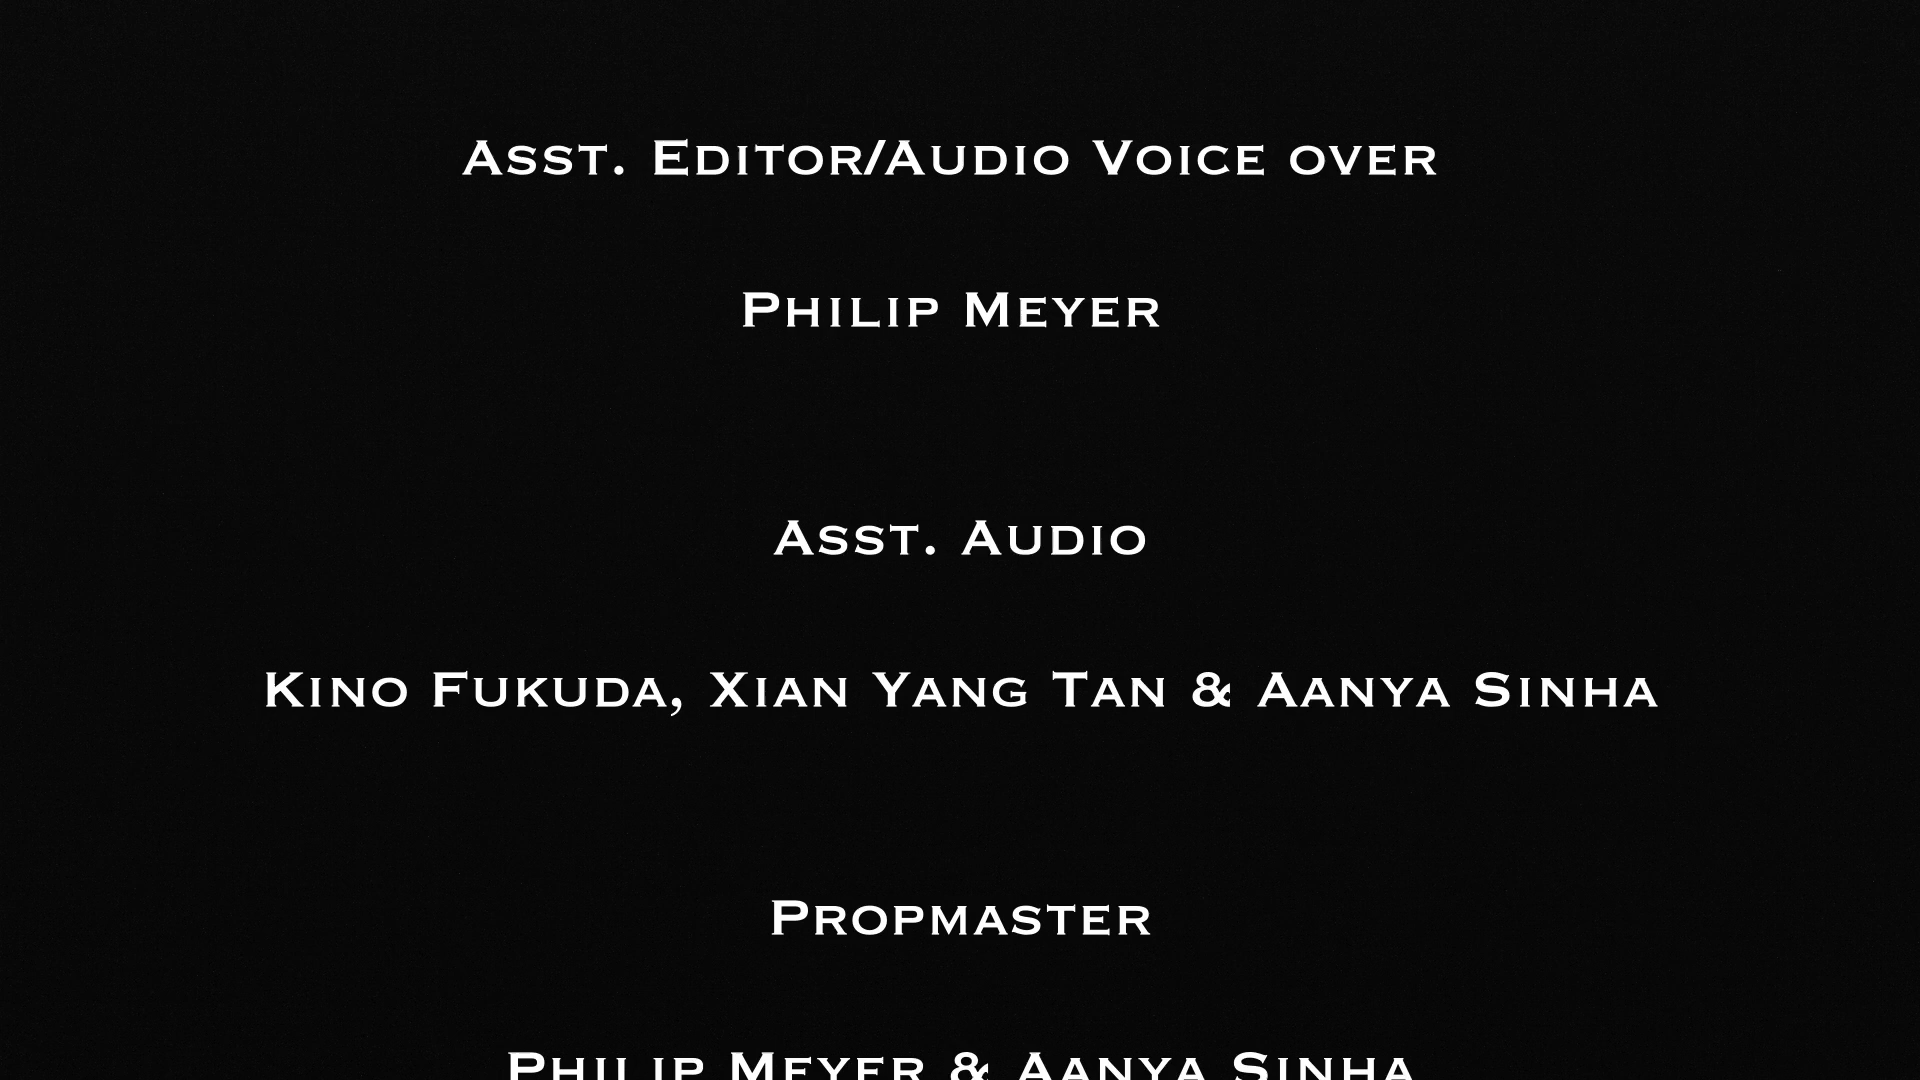 Asst. Editor/Audio Voice over
Philip Meyer
Asst. Audio
Kino Fukuda, Xian Yang Tan & Aanya Sinha
Propmaster
Philip Meyer & Aanya Sinha